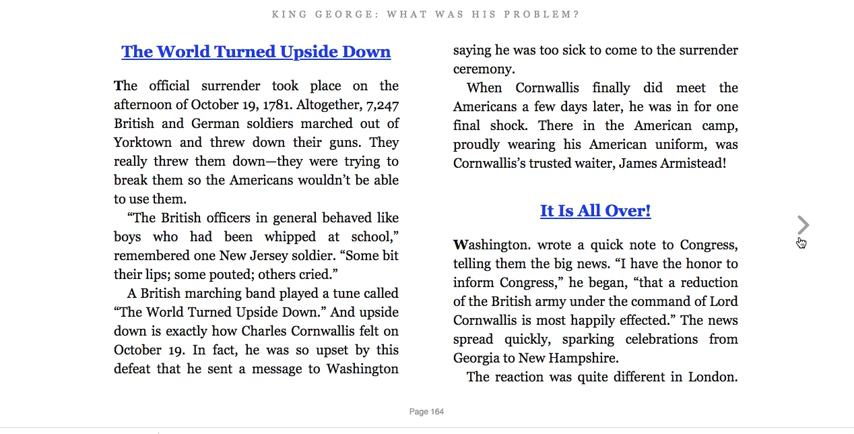 KING GEORGE: WHAT WAS HIS PROBLEM?
The World Turned Upside Down
The official surrender took place on the
afternoon of October 19, 1781. Altogether, 7,247
British and German soldiers marched out of
Yorktown and threw down their guns. They
really threw them down—they were trying to
break them so the Americans wouldn’t be able
to use them.
“The British officers in general behaved like
boys who had been whipped at school,”
remembered one New Jersey soldier. “Some bit
their lips; some pouted; others cried.”
A British marching band played a tune called
“The World Turned Upside Down.” And upside
down is exactly how Charles Cornwallis felt on
October 19. In fact, he was so upset by this
defeat that he sent a message to Washington
saying he was too sick to come to the surrender
ceremony.
When Cornwallis finally did meet the
Americans a few days later, he was in for one
final shock. There in the American camp,
proudly wearing his American uniform, was
Cornwallis’s trusted waiter, James Armistead!
It Is All Over!
Washington. wrote a quick note to Congress,
telling them the big news. “I have the honor to
inform Congress,” he began, “that a reduction
of the British army under the command of Lord
Cornwallis is most happily effected.” The news
spread quickly, sparking celebrations from
Georgia to New Hampshire.
The reaction was quite different in London.
Page 164